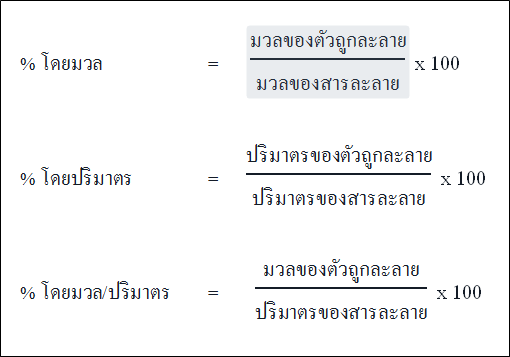 มวลของตัวถูกละลาย
% โดยมวล = x 100
มวลของสารละลาย
ปริมาตรของตัวถูกละลาย
% โดยปริมาตร = x 100
ปริมาตรของสารละลาย
มวลของตัวถูกละลาย
% โดยมวล/ปริมาตร = x 100
ปริมาตรของสารละลาย